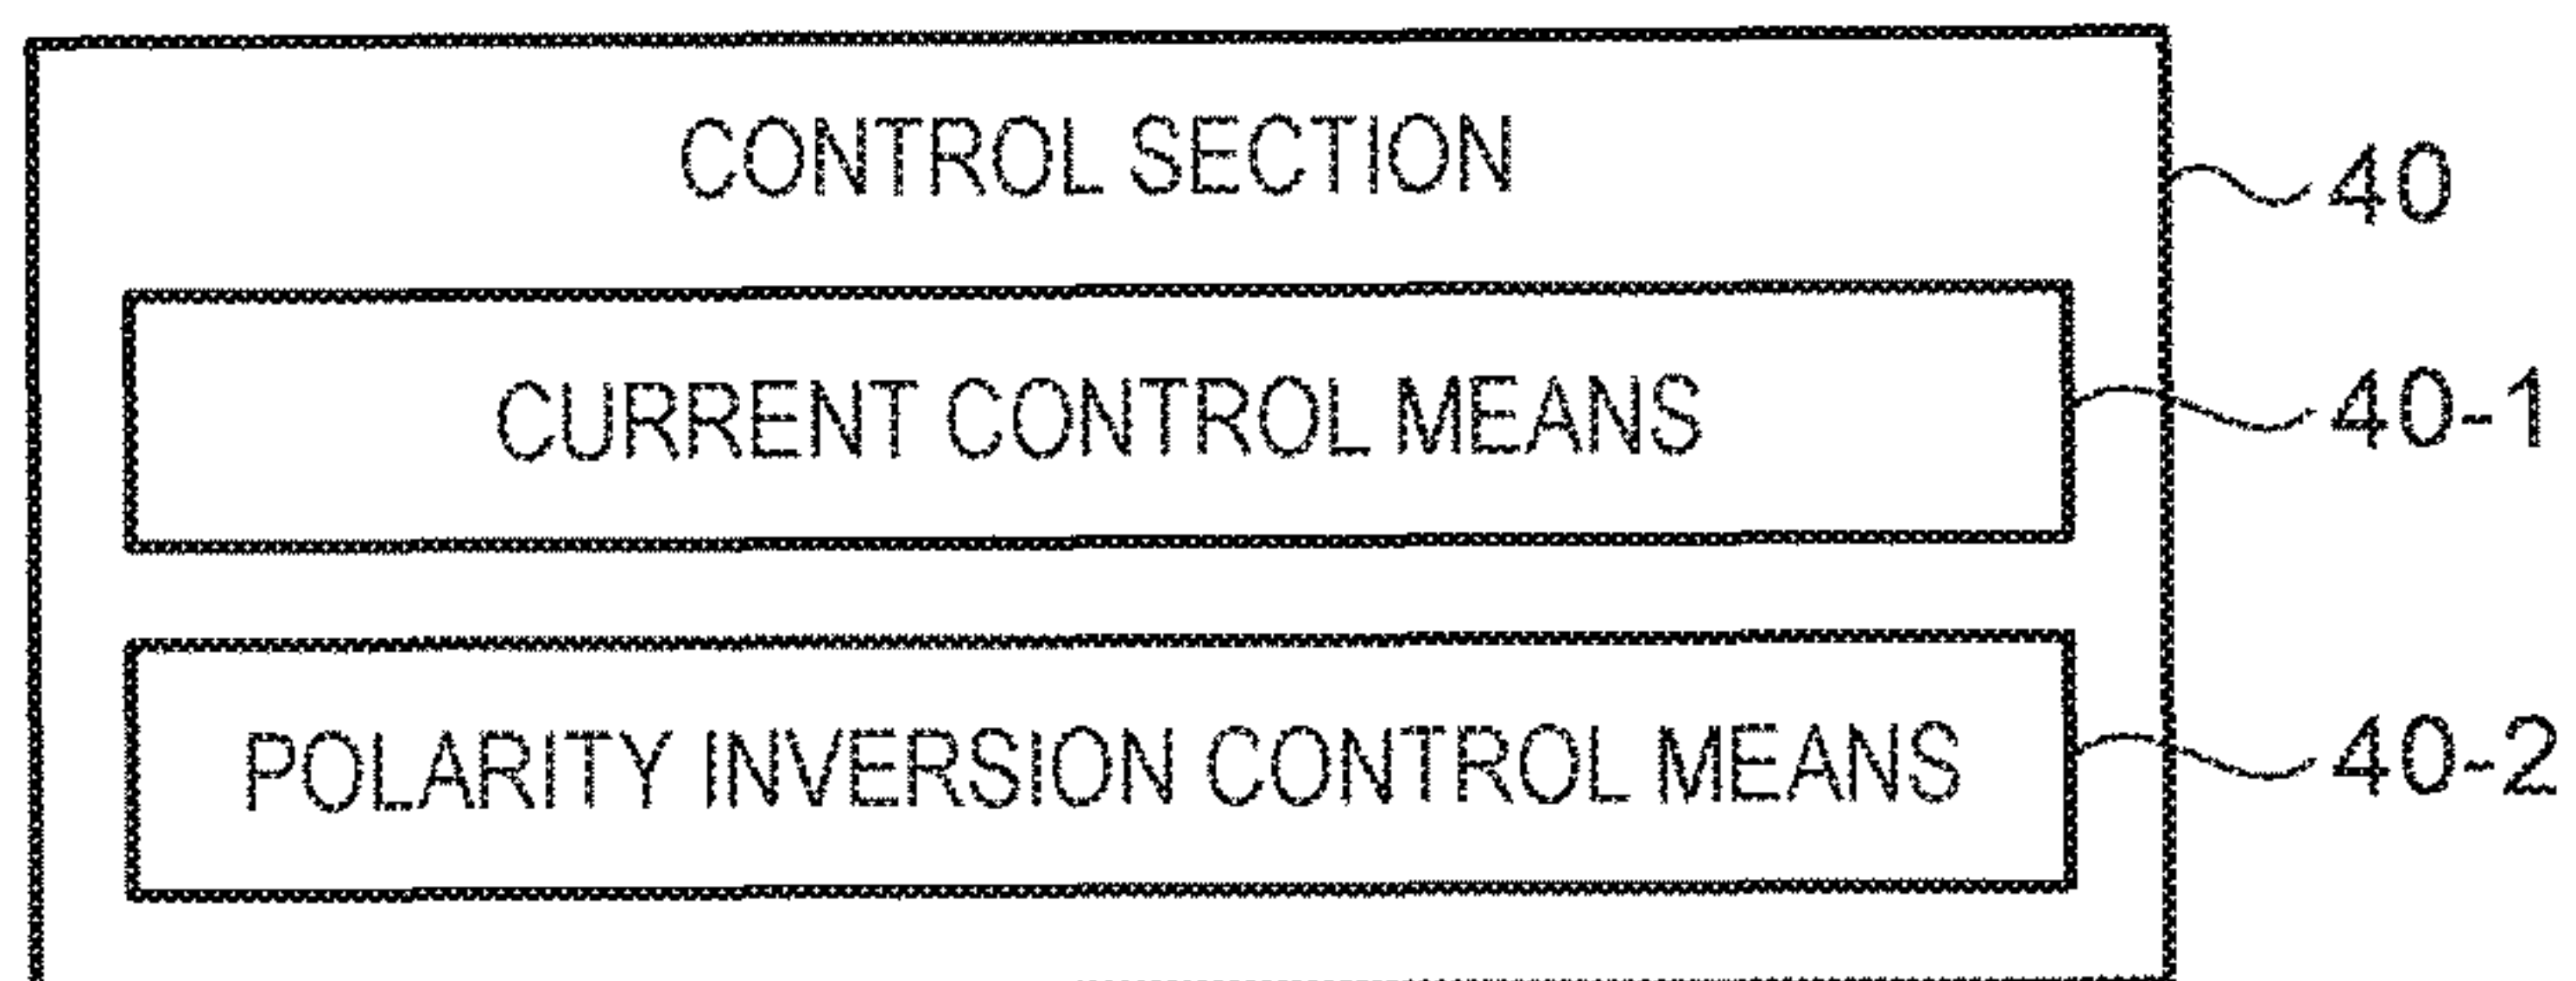 CONTROL SECTION 40
CURRENT CONTROL MEANS 40-1
POLARITY INVERSION CONTROL MEANS 40-2